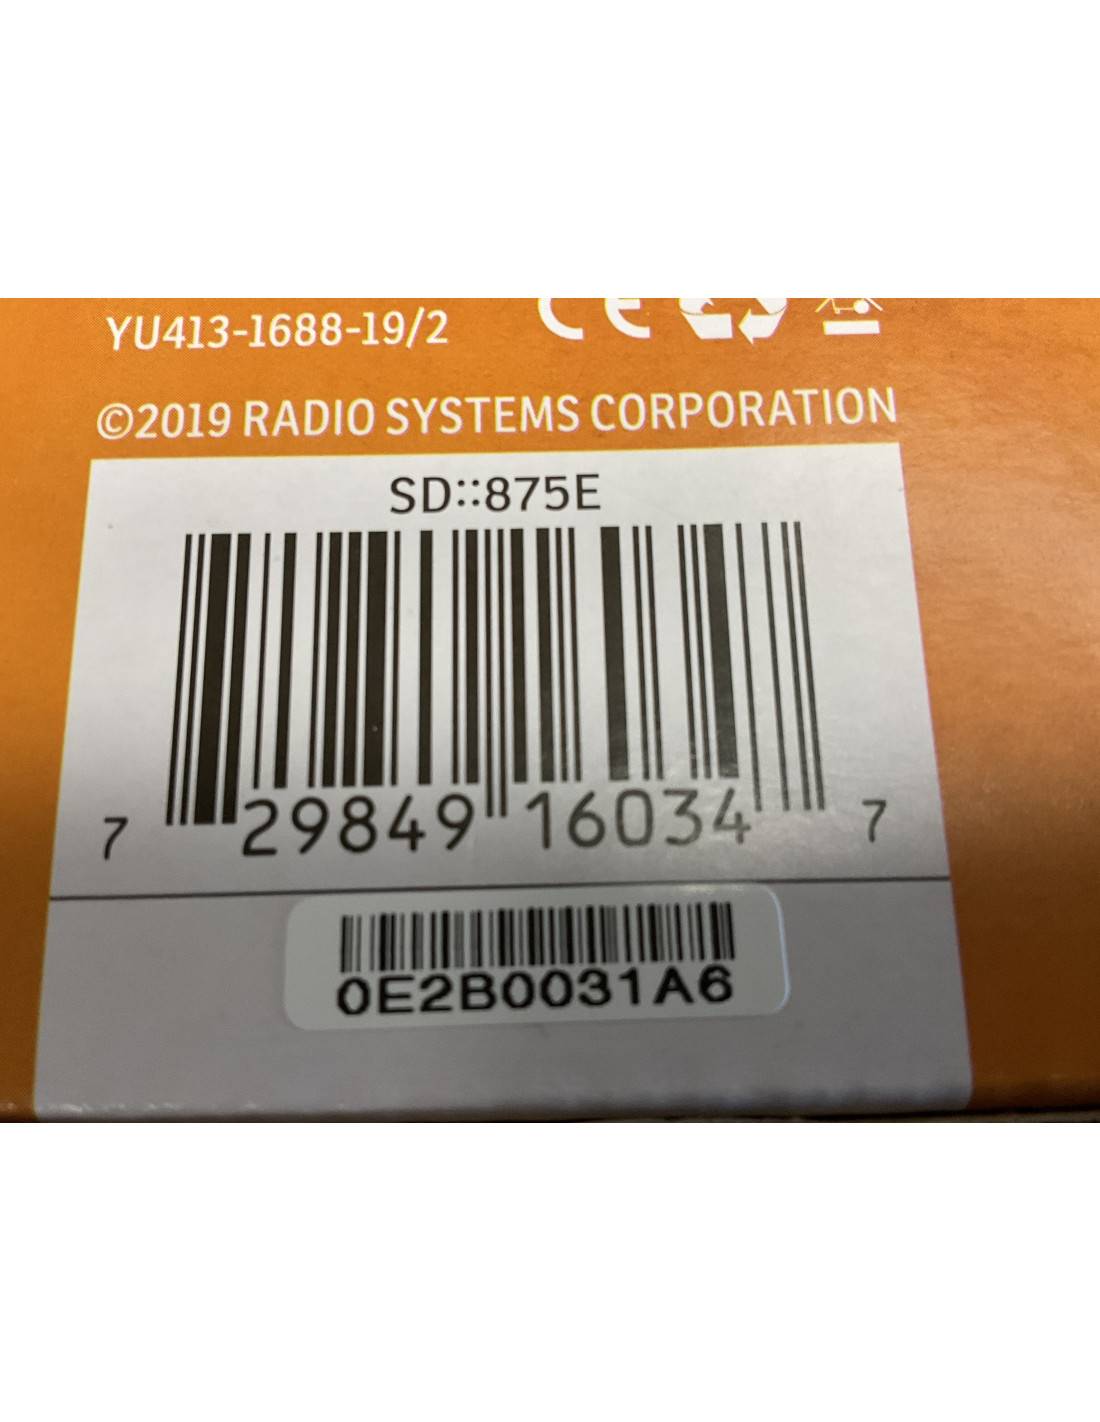 YU413-1688-19/2
©2019 RADIO SYSTEMS CORPORATION
SD::875E
7 29849 16034 7
0E2B0031A6